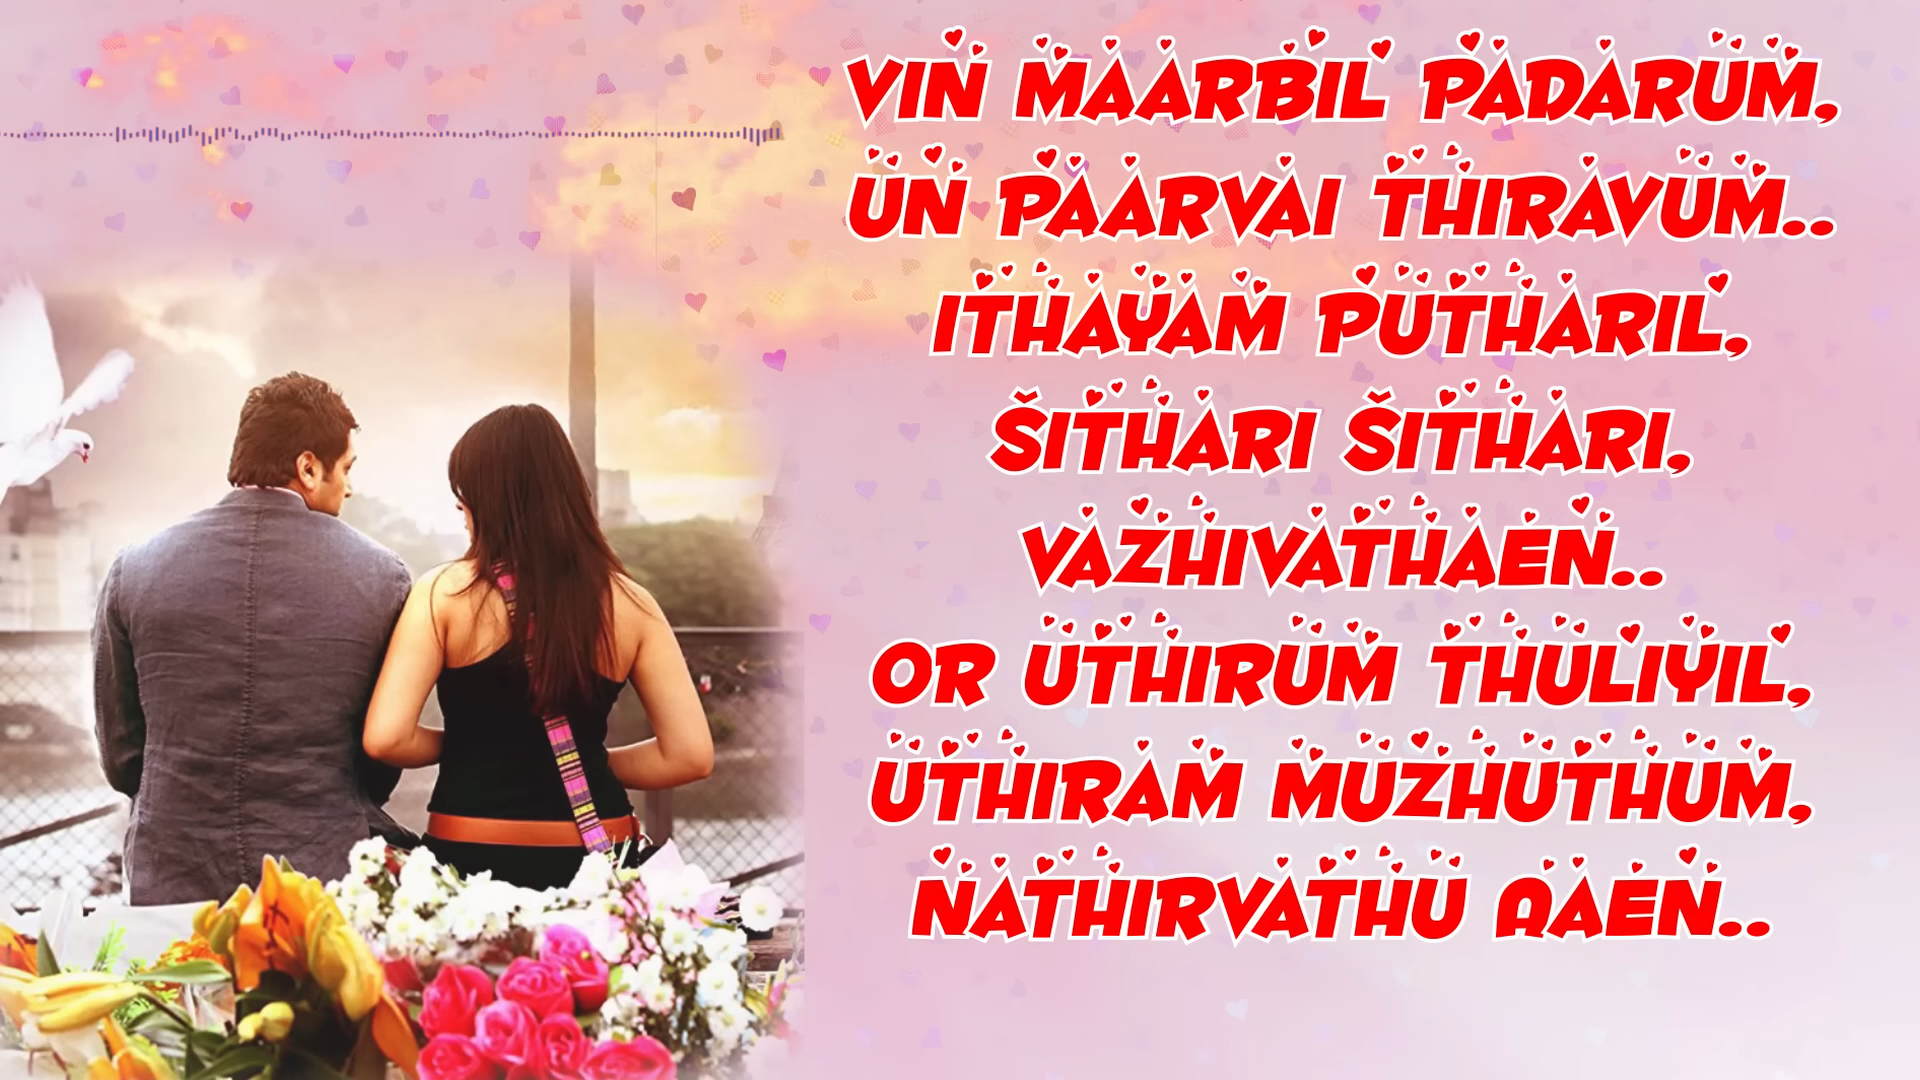 VIN MAARBIL PADARUM,
UN PAARVAI THIRAVUM..
ITHAYAM PUTHARIL,
SITHARI SITHARI,
VAZHIVATHAEN..
OR UTHIRUM THULIYIL,
UTHIRAM MUZHUTHUM,
NATHIRVATHU AAEN..